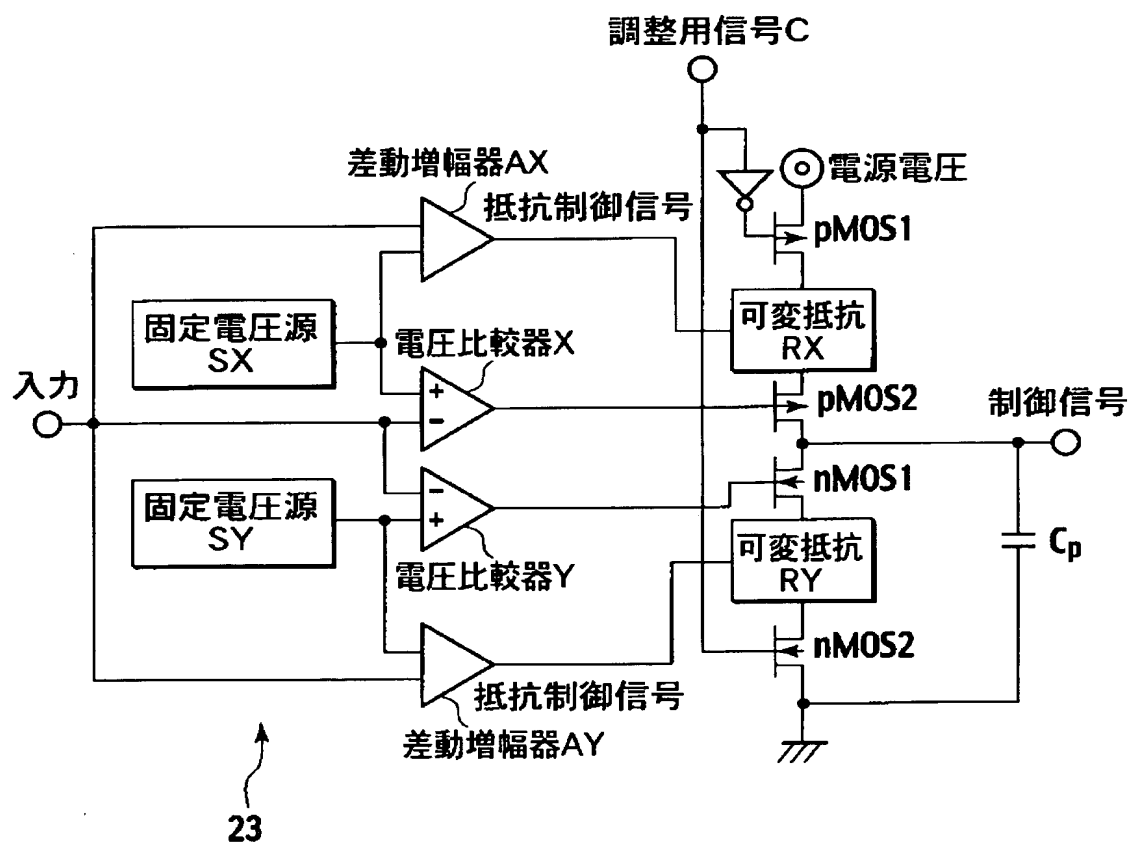 調整用信号C
差動増幅器AX
抵抗制御信号
電源電圧
pMOS1
固定電圧源
SX
電圧比較器X
可変抵抗
RX
入力
+
−
pMOS2
制御信号
固定電圧源
SY
−
+
nMOS1
電圧比較器Y
可変抵抗
RY
Cp
nMOS2
抵抗制御信号
差動増幅器AY
23